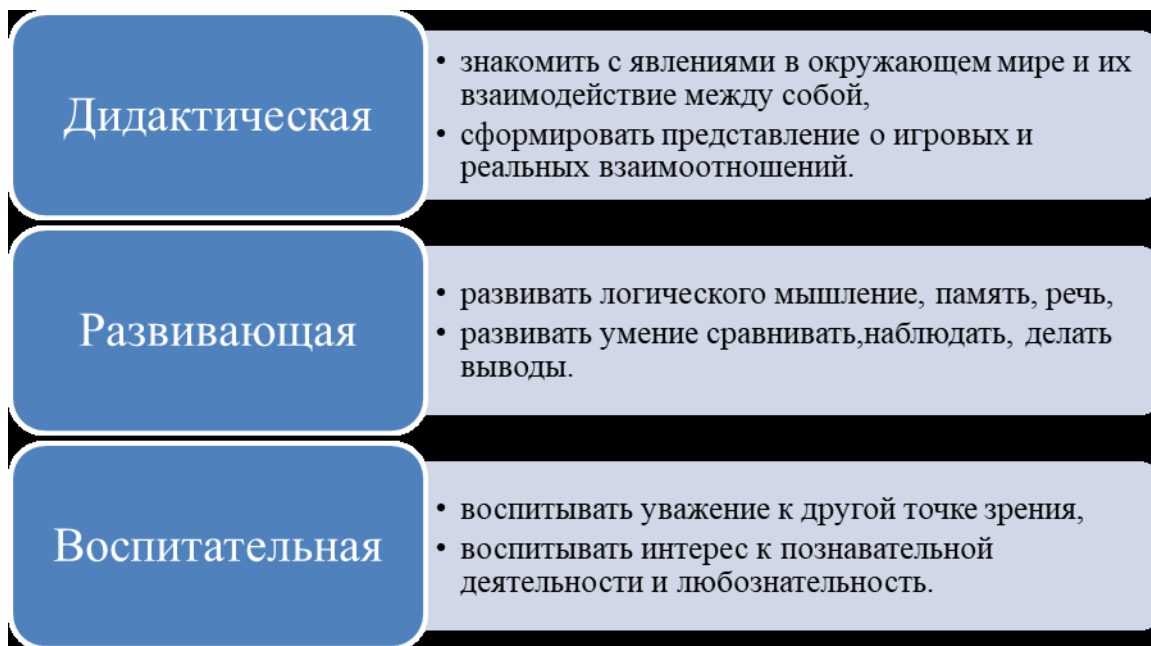 Дидактическая
• знакомить с явлениями в окружающем мире и их
взаимодействие между собой,
• сформировать представление о игровых и
реальных взаимоотношений.
Развивающая
• развивать логического мышление, память, речь,
• развивать умение сравнивать,наблюдать, делать
выводы.
Воспитательная
• воспитывать уважение к другой точке зрения,
• воспитывать интерес к познавательной
деятельности и любознательность.